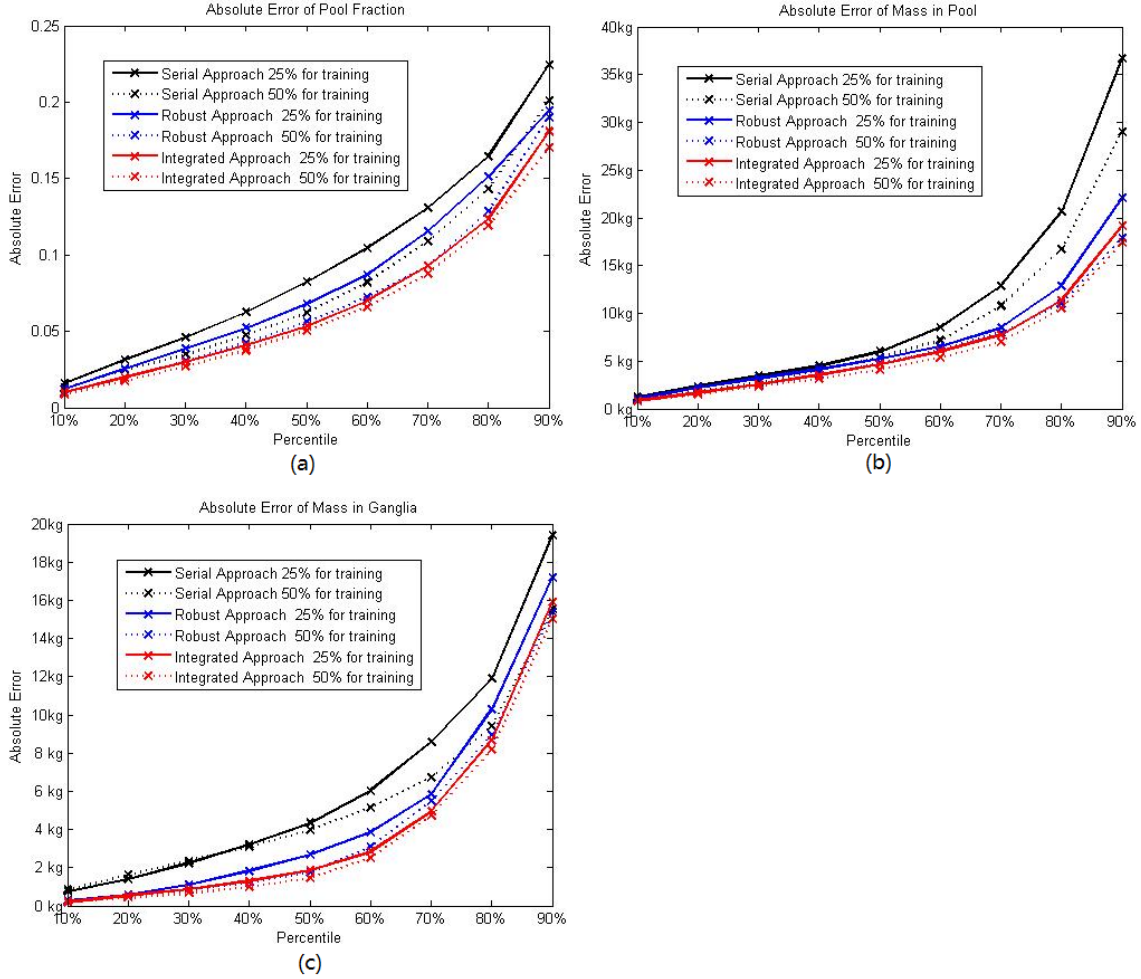 Absolute Error of Pool Fraction
0.25
0.2
0.15
0.1
0.05
0
Absolute Error
Serial Approach 25% for training
Serial Approach 50% for training
Robust Approach 25% for training
Robust Approach 50% for training
Integrated Approach 25% for training
Integrated Approach 50% for training
10% 20% 30% 40% 50% 60% 70% 80% 90%
Percentile
(a)
Absolute Error of Mass in Pool
40kg
35kg
30kg
25kg
20kg
15kg
10kg
5kg
0 kg
Absolute Error
Serial Approach 25% for training
Serial Approach 50% for training
Robust Approach 25% for training
Robust Approach 50% for training
Integrated Approach 25% for training
Integrated Approach 50% for training
10% 20% 30% 40% 50% 60% 70% 80% 90%
Percentile
(b)
Absolute Error of Mass in Ganglia
20kg
18kg
16kg
14kg
12kg
10kg
8 kg
6 kg
4 kg
2 kg
0 kg
Absolute Error
Serial Approach 25% for training
Serial Approach 50% for training
Robust Approach 25% for training
Robust Approach 50% for training
Integrated Approach 25% for training
Integrated Approach 50% for training
10% 20% 30% 40% 50% 60% 70% 80% 90%
Percentile
(c)